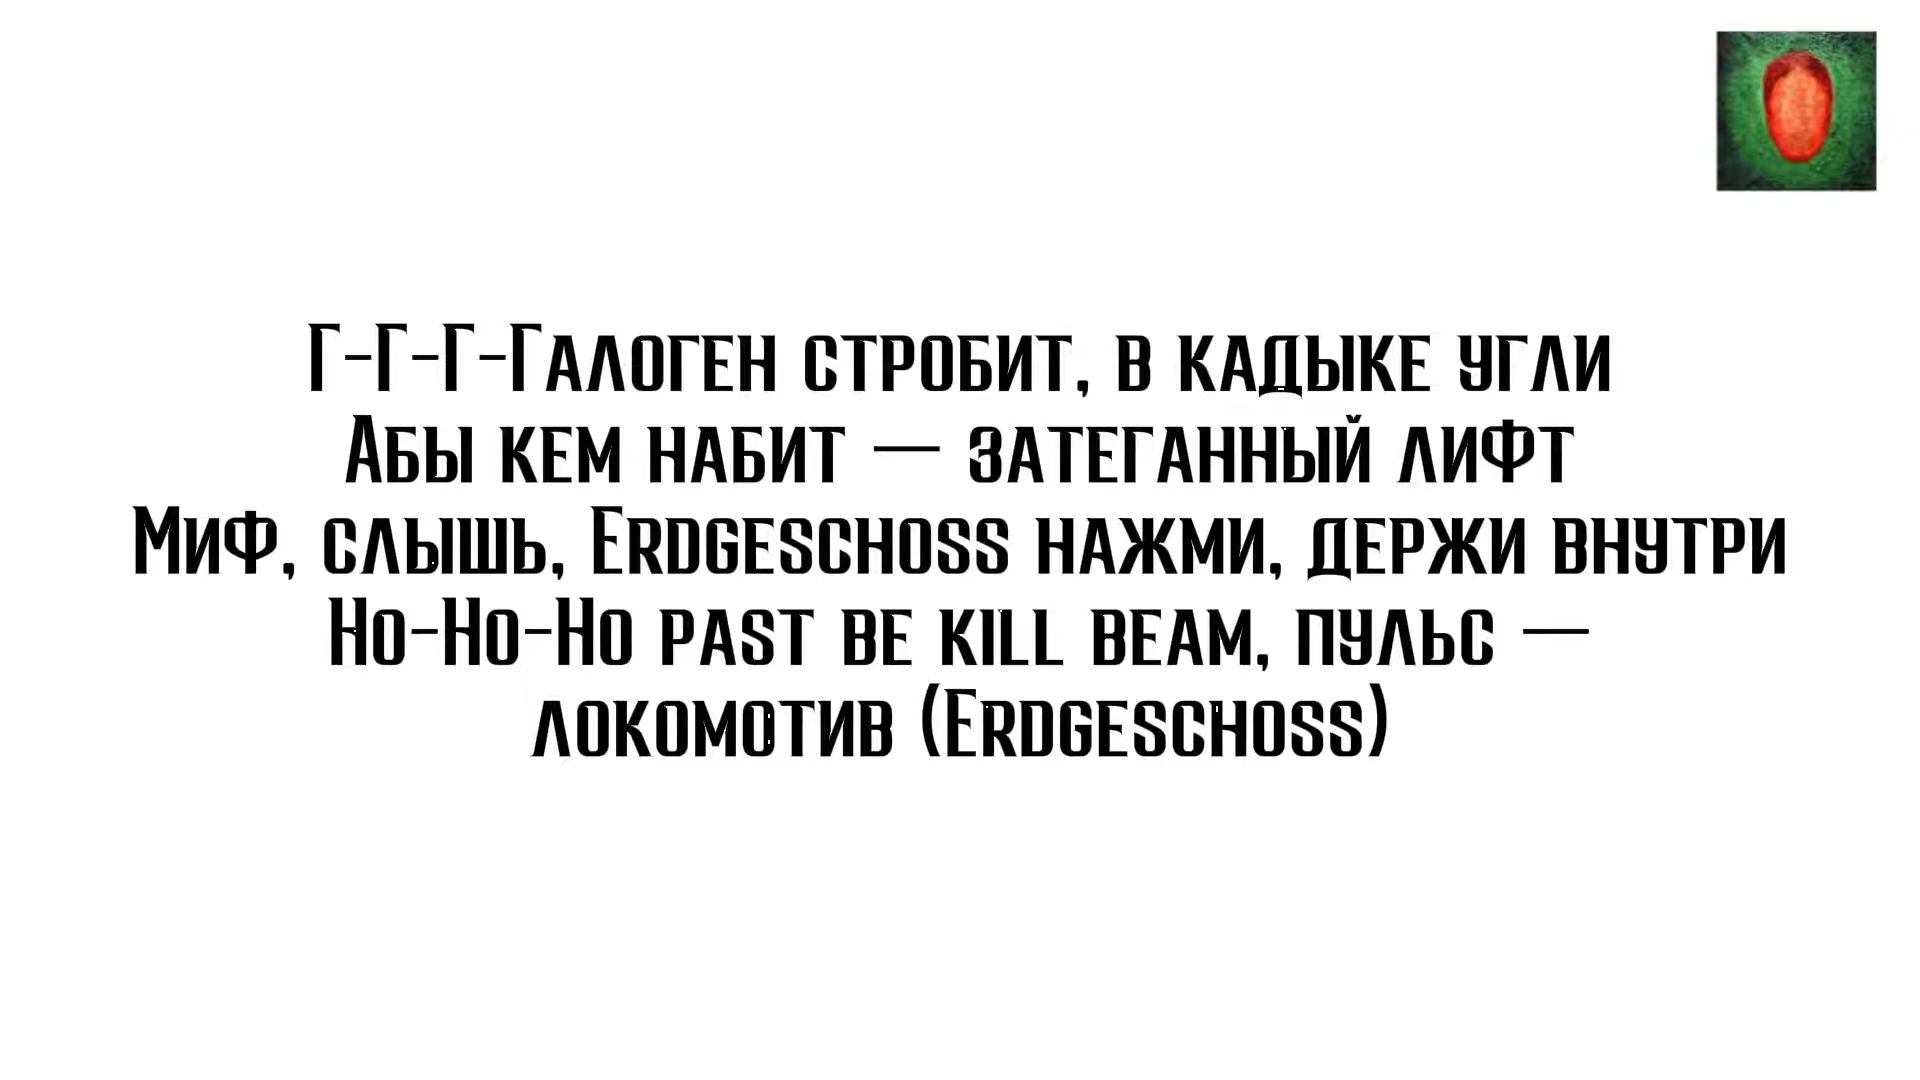 Г-Г-Г-Галоген стробит, в кадыке угли
Абы кем набит — затеганный лифт
Миф, слышь, Erdgeschoss нажми, держи внутри
Но-Но-Но past be kill beam, пульс —
локомотив (Erdgeschoss)